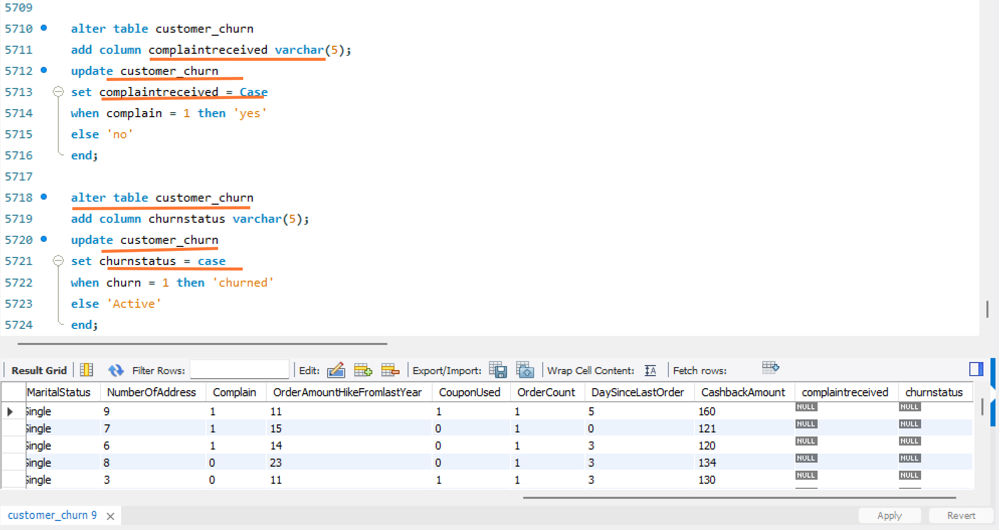 5709
5710 alter table customer_churn
5711 add column complaintreceived varchar(5);
5712 update customer_churn
5713 set complaintreceived = Case
5714 when complain = 1 then 'yes'
5715 else 'no'
5716 end;
5717
5718 alter table customer_churn
5719 add column churnstatus varchar(5);
5720 update customer_churn
5721 set churnstatus = case
5722 when churn = 1 then 'churned'
5723 else 'Active'
5724 end;
Result Grid Filter Rows: Edit: Export/Import: Wrap Cell Content: Fetch rows:
MaritalStatus NumberOfAddress Complain OrderAmountHikeFromlastYear CouponUsed OrderCount DaySinceLastOrder CashbackAmount complaintreceived churnstatus
Single 9 1 11 1 1 5 160 NULL NULL
Single 7 1 15 0 1 0 121 NULL NULL
Single 6 1 14 0 1 3 120 NULL NULL
Single 8 0 23 0 1 3 134 NULL NULL
Single 3 0 11 1 1 3 130 NULL NULL
customer_churn 9 Apply Revert